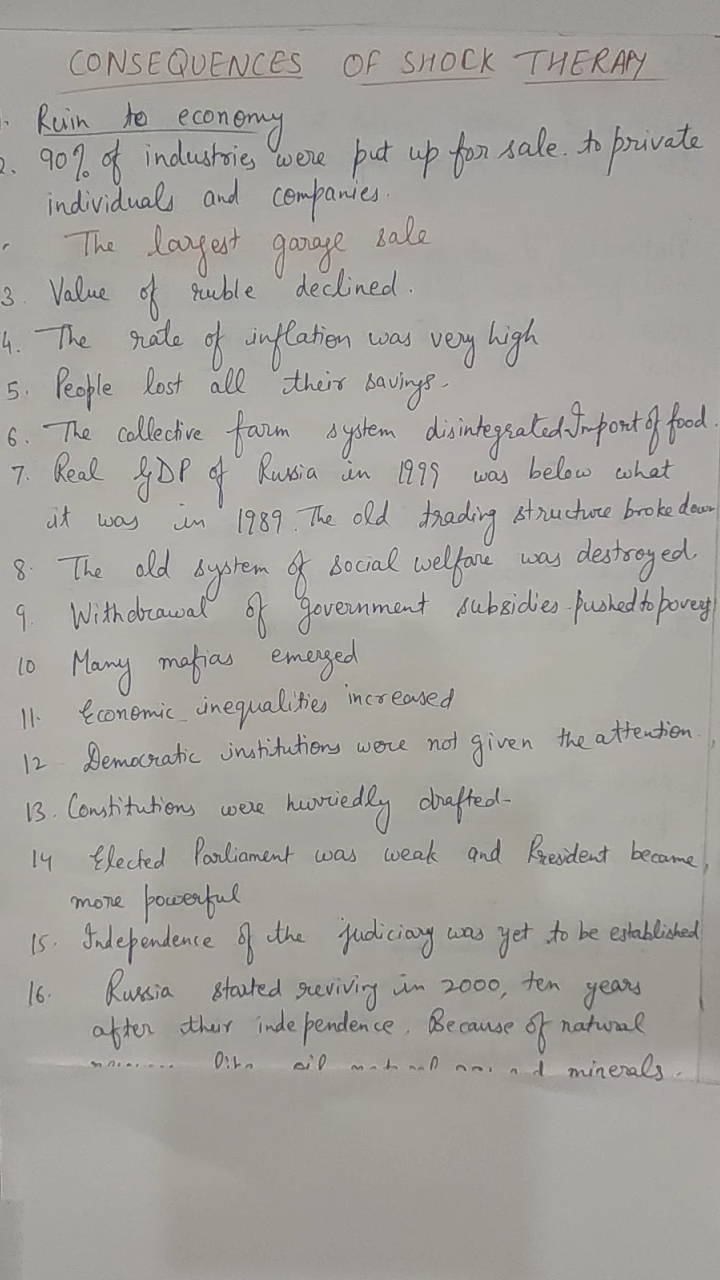 CONSEQUENCES OF SHOCK THERAPY
1. Ruin to economy
2. 90% of industries were put up for sale. to private
individuals and companies.
The largest garage sale
3. Value of ruble declined.
4. The rate of inflation was very high
5. People lost all their savings.
6. The collective farm system disintegrated. Import of food.
7. Real GDP of Russia in 1999 was below what
it was in 1989. The old trading structure broke down
8. The old system of social welfare was destroyed.
9. Withdrawal of government subsidies - pushed to povery
10 Many mafias emerged
11. Economic inequalities increased
12 Democratic institutions were not given the attention.
13. Constitutions were hurriedly drafted-
14 Elected Parliament was weak and President became,
more powerful
15. Independence of the judiciary was yet to be established
16. Russia started reviving in 2000, ten years
after their independence. Because of natural
minerals.